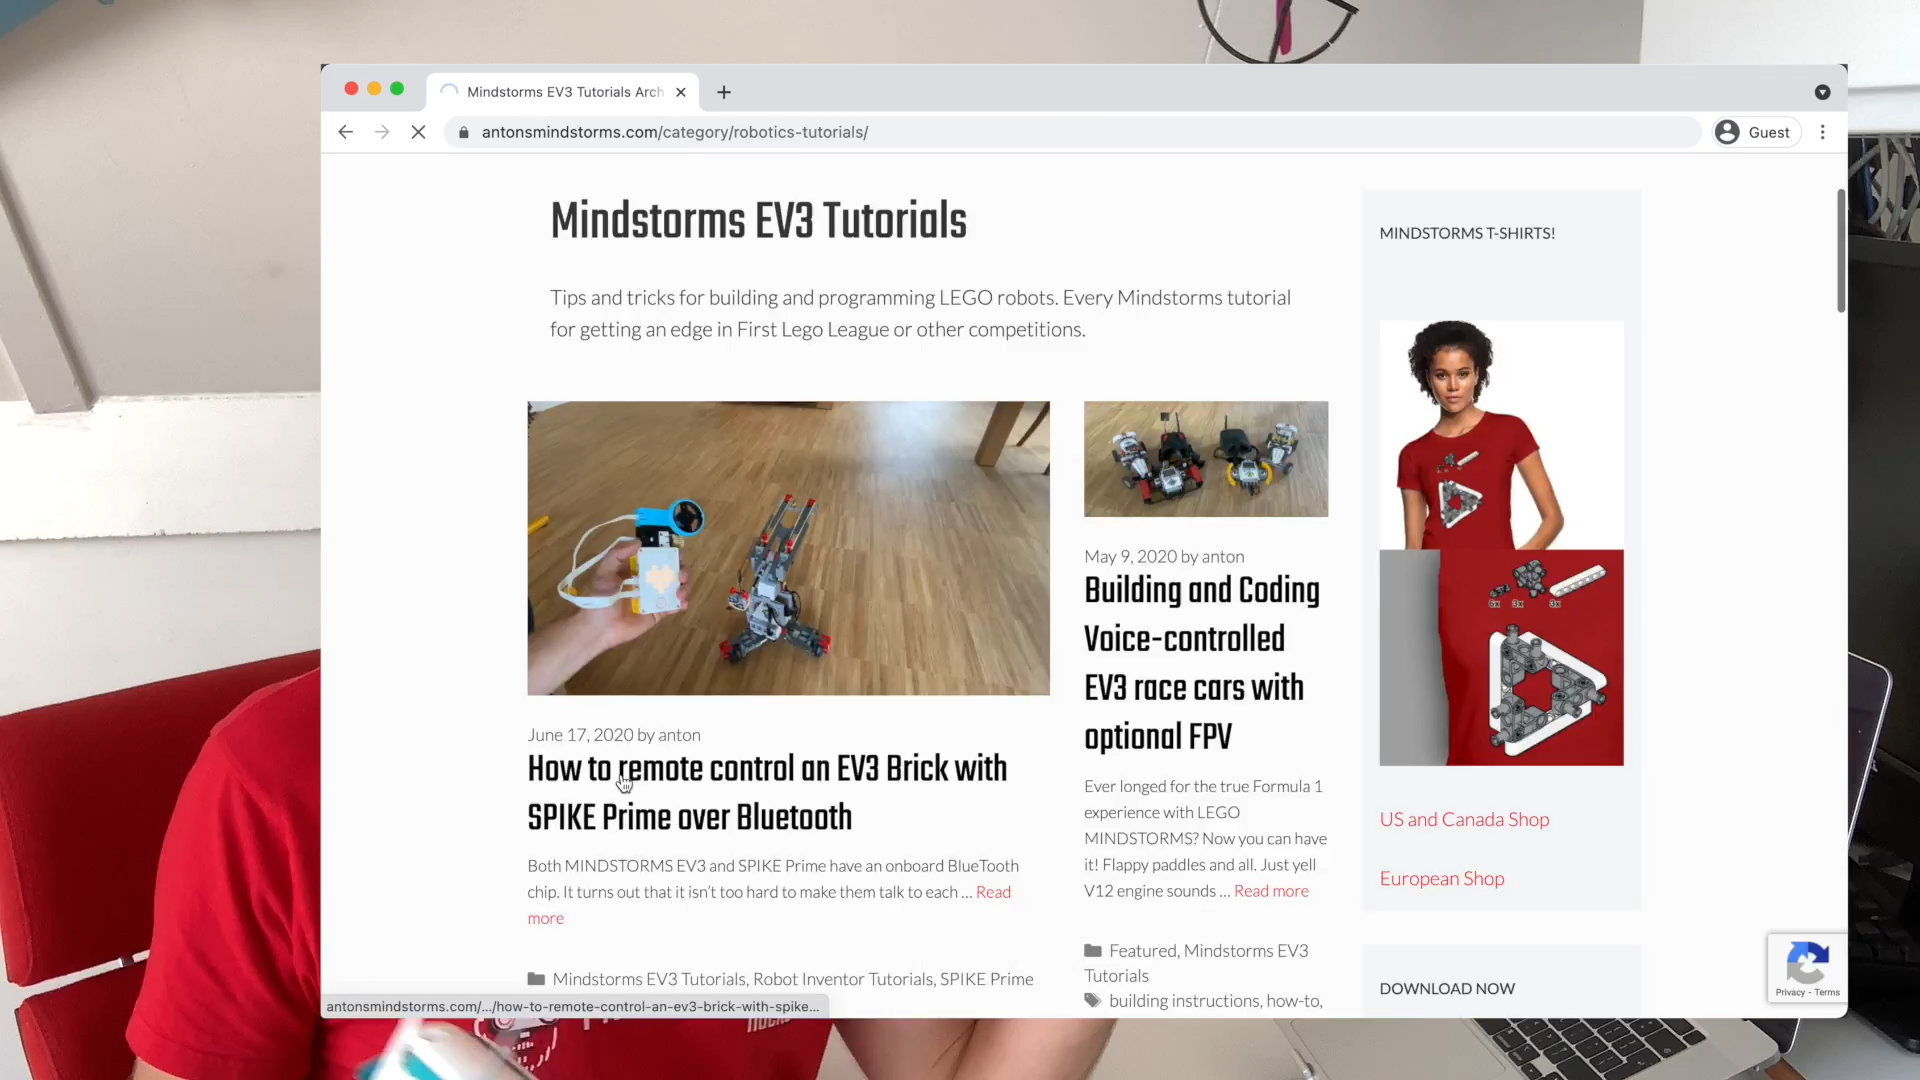 Mindstorms EV3 Tutorials Arch
antonsmindstorms.com/category/robotics-tutorials/
Guest
Mindstorms EV3 Tutorials
Tips and tricks for building and programming LEGO robots. Every Mindstorms tutorial
for getting an edge in First Lego League or other competitions.
June 17, 2020 by anton
How to remote control an EV3 Brick with
SPIKE Prime over Bluetooth
Both MINDSTORMS EV3 and SPIKE Prime have an onboard BlueTooth
chip. It turns out that it isn't too hard to make them talk to each ... Read
more
Mindstorms EV3 Tutorials, Robot Inventor Tutorials, SPIKE Prime
May 9, 2020 by anton
Building and Coding
Voice-controlled
EV3 race cars with
optional FPV
Ever longed for the true Formula 1
experience with LEGO
MINDSTORMS? Now you can have
it! Flappy paddles and all. Just yell
V12 engine sounds ... Read more
Featured, Mindstorms EV3
Tutorials
building instructions, how-to,
MINDSTORMS T-SHIRTS!
6x 3x 3x
US and Canada Shop
European Shop
DOWNLOAD NOW
Privacy - Terms
antonsmindstorms.com/.../how-to-remote-control-an-ev3-brick-with-spike...